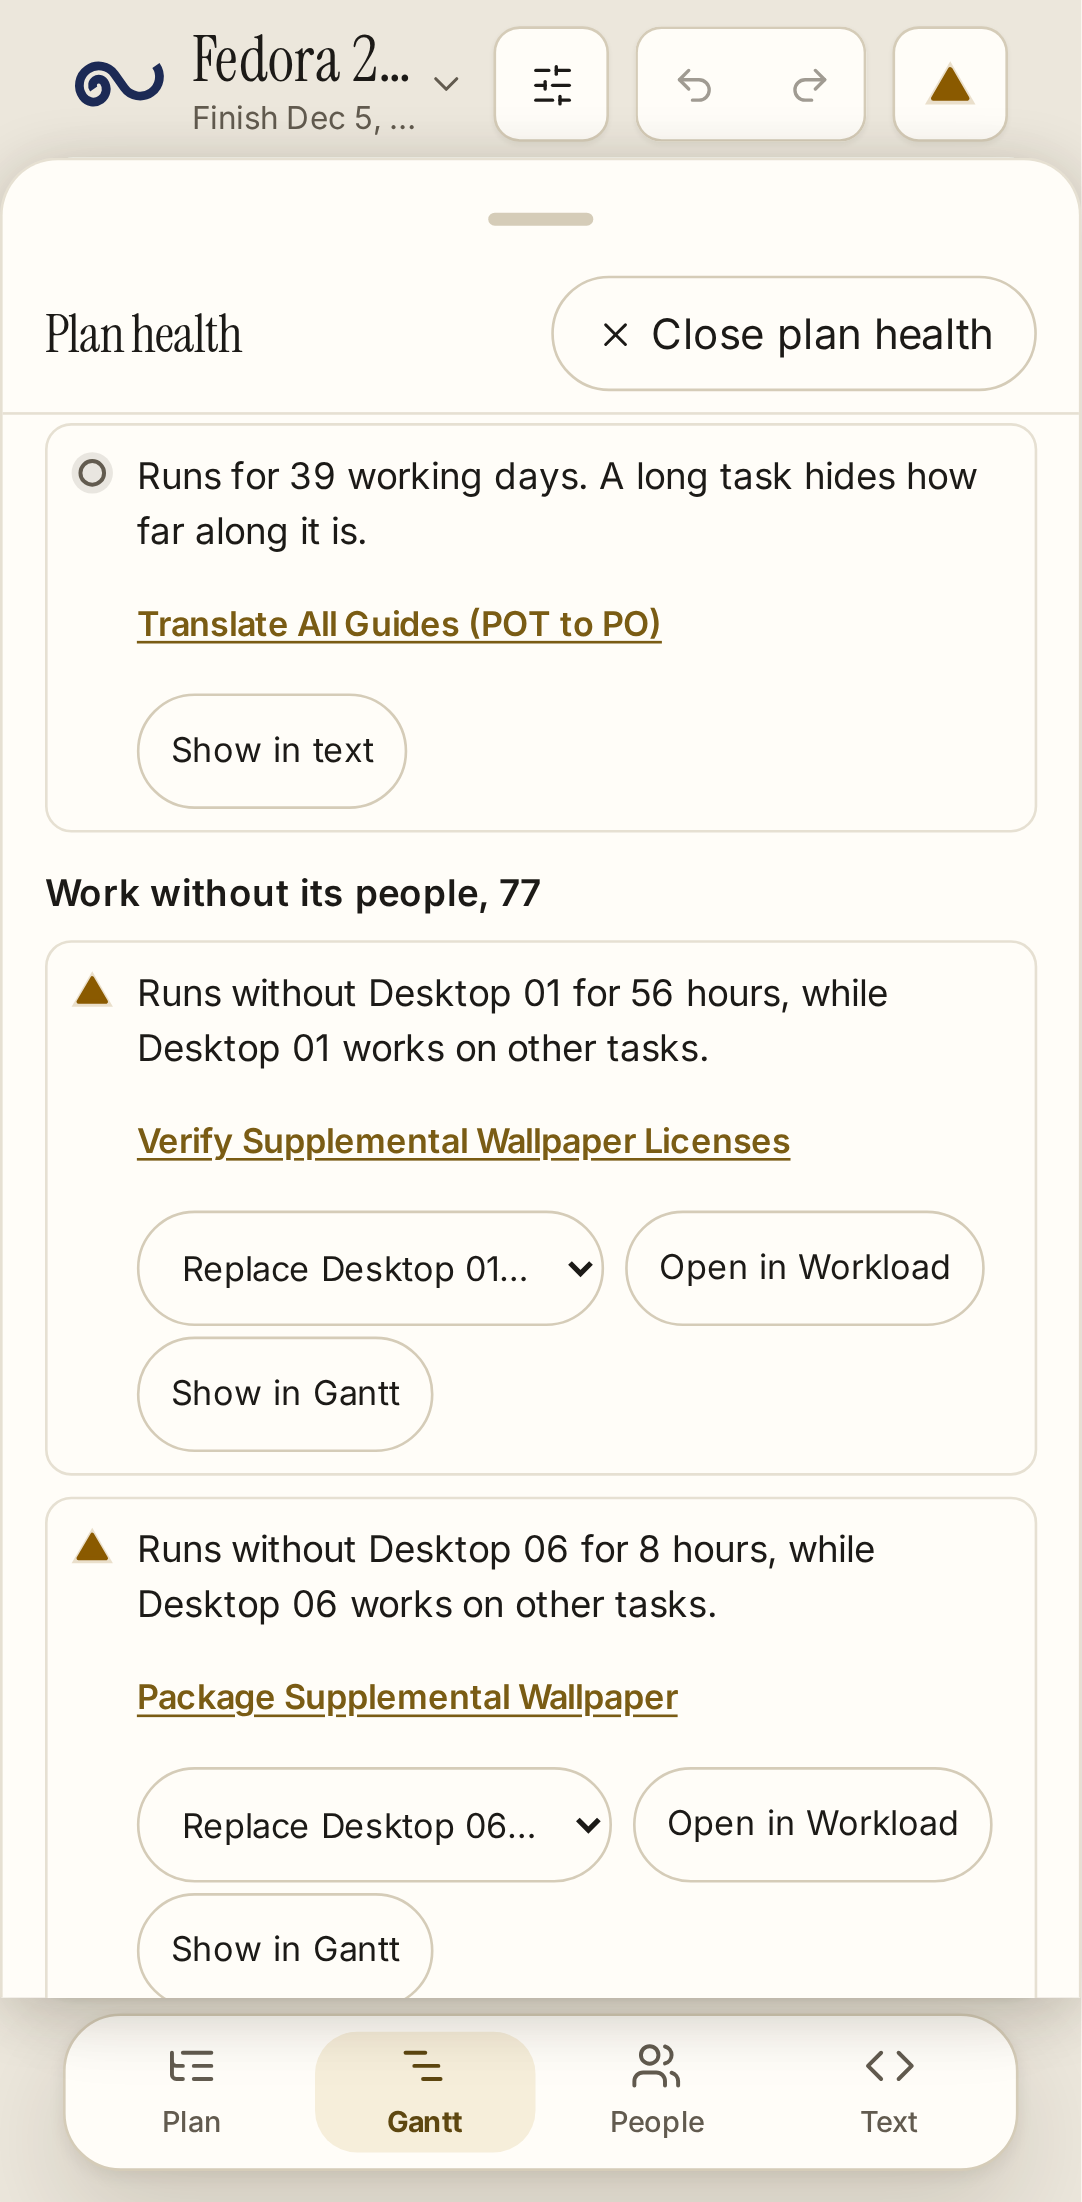 Fedora 2...
Finish Dec 5, ...
Plan health
Close plan health
Runs for 39 working days. A long task hides how
far along it is.
Translate All Guides (POT to PO)
Show in text
Work without its people, 77
Runs without Desktop 01 for 56 hours, while
Desktop 01 works on other tasks.
Verify Supplemental Wallpaper Licenses
Replace Desktop 01...
Open in Workload
Show in Gantt
Runs without Desktop 06 for 8 hours, while
Desktop 06 works on other tasks.
Package Supplemental Wallpaper
Replace Desktop 06...
Open in Workload
Show in Gantt
Plan
Gantt
People
Text